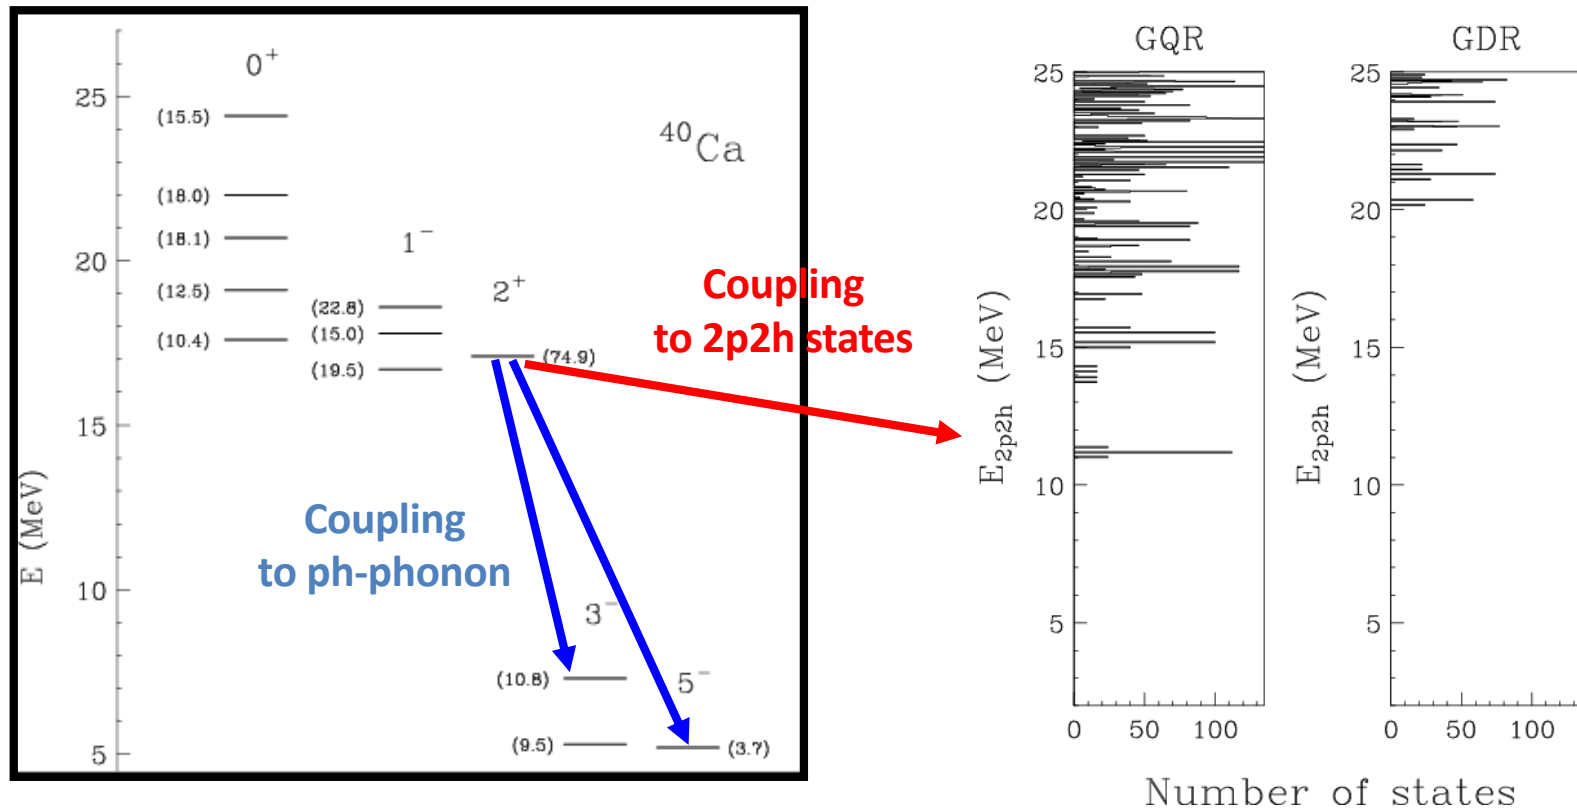 0⁺
25
(15.5)
⁴⁰Ca
(18.0)
(18.1)
1⁻
20
2⁺
(12.5)
(22.8)
(15.0)
(10.4)
(74.9)
(19.5)
Coupling
to 2p2h states
15
E (MeV)
Coupling
to ph-phonon
10
3⁻
(10.8)
5⁻
(9.5)
(3.7)
5
GQR
25
20
15
10
5
E₂ₚ₂ₕ (MeV)
0 50 100
GDR
25
20
15
10
5
E₂ₚ₂ₕ (MeV)
0 50 100
Number of states